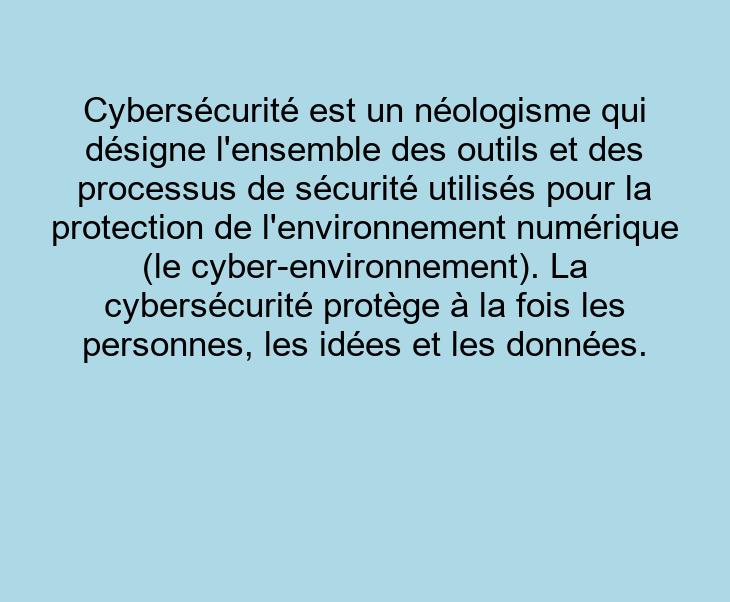 Cybersécurité est un néologisme qui
désigne l'ensemble des outils et des
processus de sécurité utilisés pour la
protection de l'environnement numérique
(le cyber-environnement). La
cybersécurité protège à la fois les
personnes, les idées et les données.